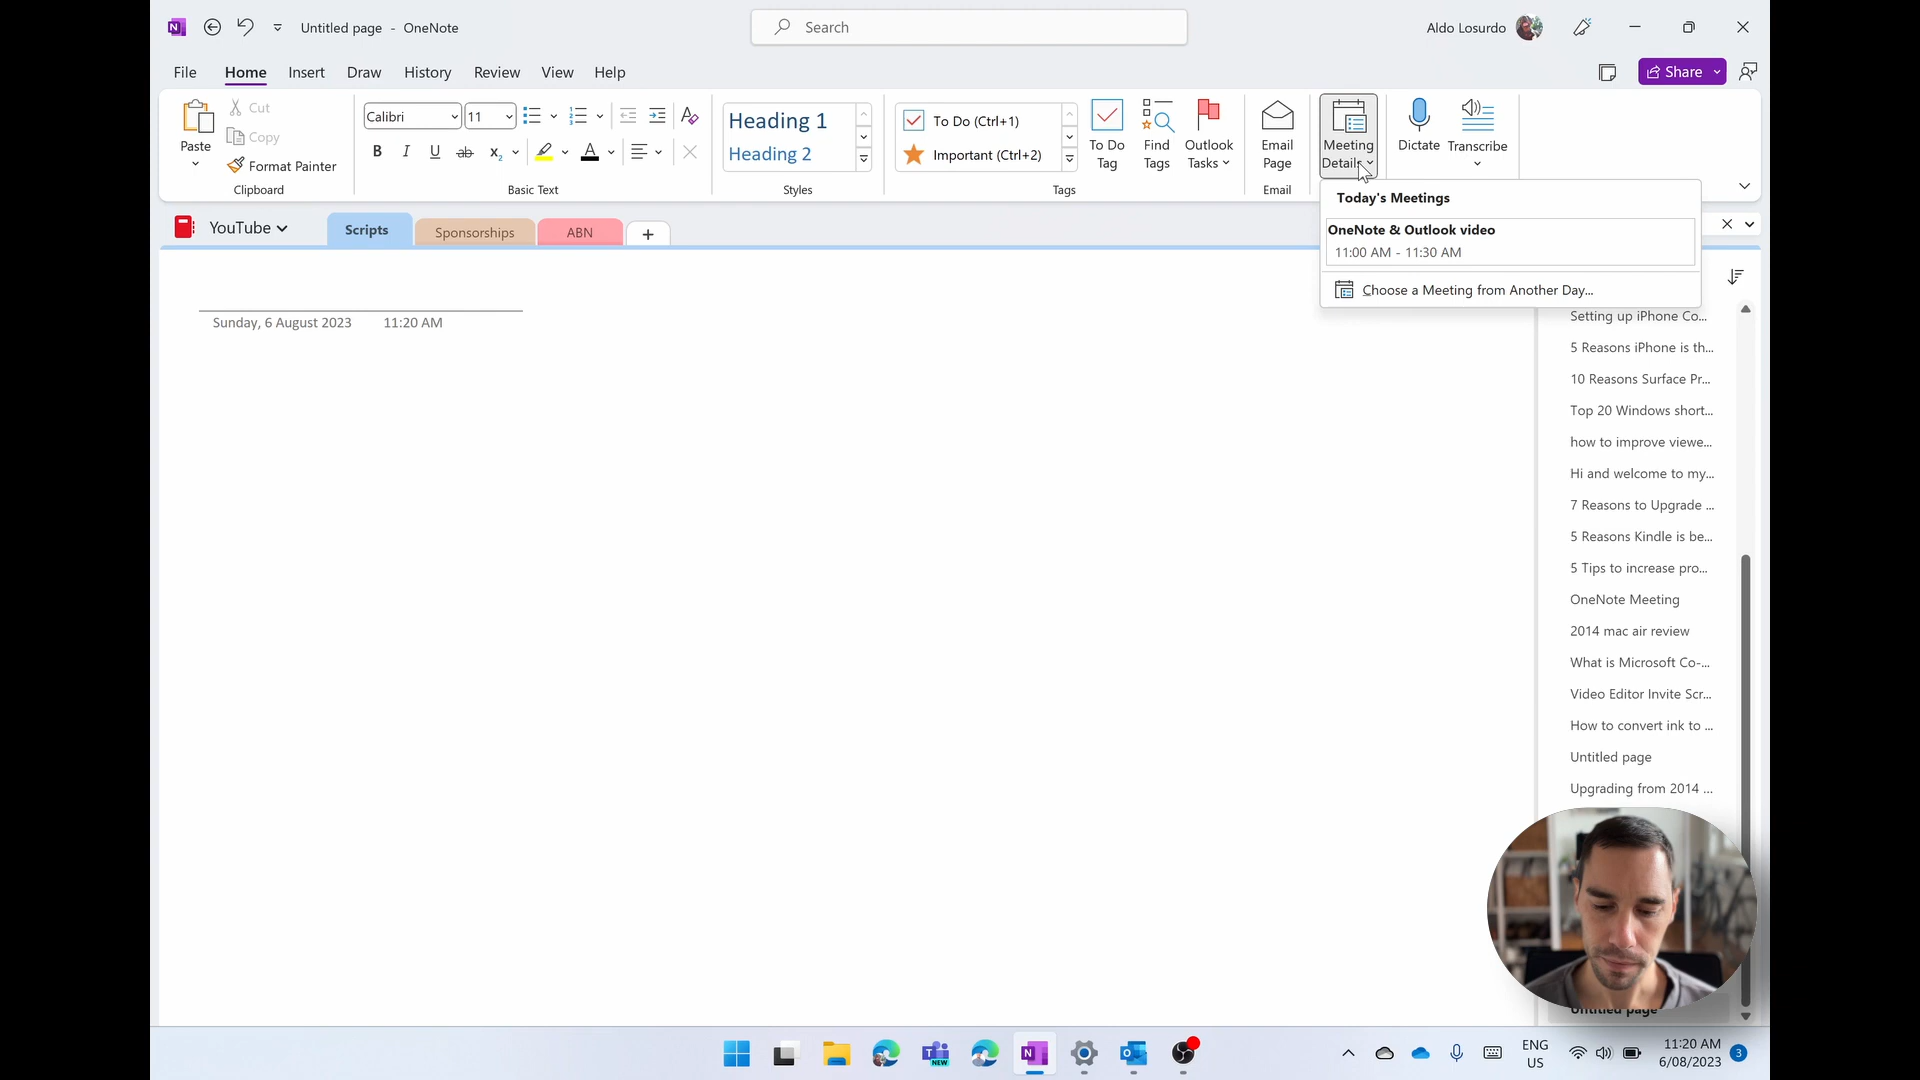 Untitled page - OneNote
Search
Aldo Losurdo
File Home Insert Draw History Review View Help
Share
Paste
Cut
Copy
Format Painter
Clipboard
Calibri 11
B I U ab x₂ A A
Basic Text
Heading 1
Heading 2
Styles
To Do (Ctrl+1)
Important (Ctrl+2)
To Do
Tag
Find
Tags
Outlook
Tasks
Tags
Email
Page
Email
Meeting
Details
Dictate
Transcribe
Today's Meetings
OneNote & Outlook video
11:00 AM - 11:30 AM
Choose a Meeting from Another Day...
YouTube
Scripts
Sponsorships
ABN
Sunday, 6 August 2023 11:20 AM
Setting up iPhone Co...
5 Reasons iPhone is th...
10 Reasons Surface Pr...
Top 20 Windows short...
how to improve viewe...
Hi and welcome to my...
7 Reasons to Upgrade ...
5 Reasons Kindle is be...
5 Tips to increase pro...
OneNote Meeting
2014 mac air review
What is Microsoft Co-...
Video Editor Invite Scr...
How to convert ink to ...
Untitled page
Upgrading from 2014 ...
Untitled page
NEW
ENG
US
11:20 AM
6/08/2023
3